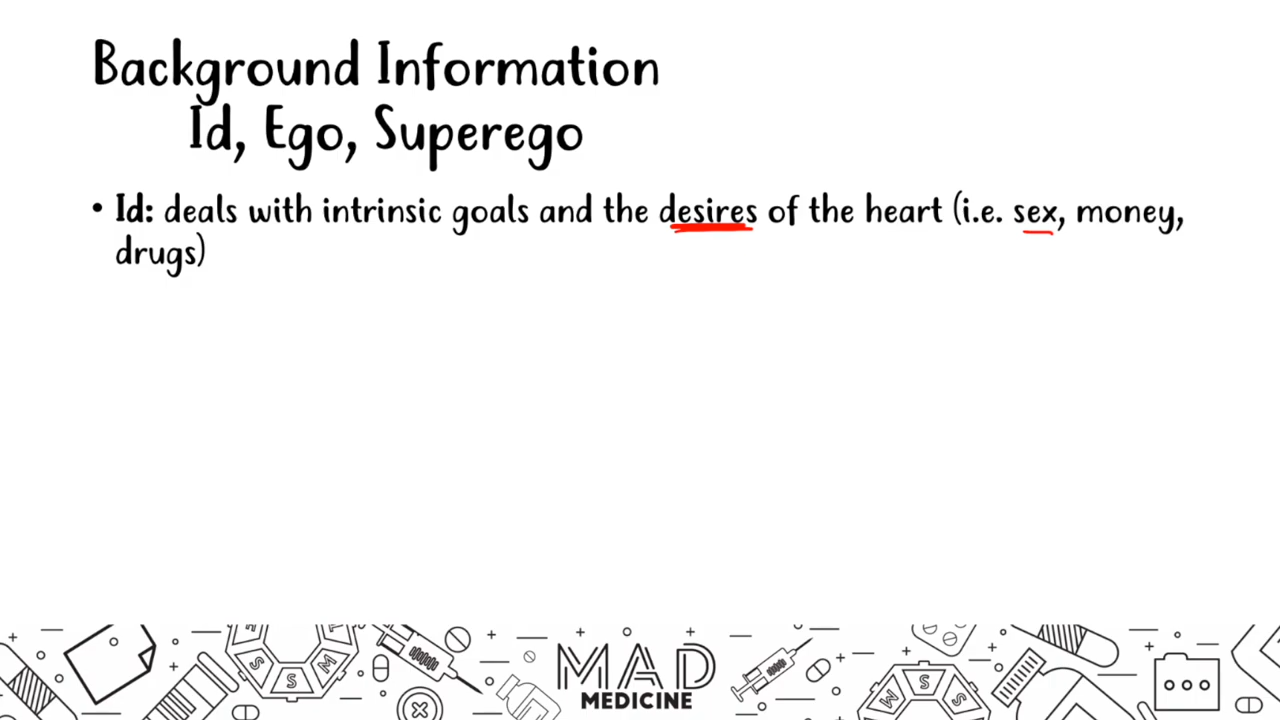 Background Information
Id, Ego, Superego
• Id: deals with intrinsic goals and the desires of the heart (i.e. sex, money,
drugs)
MAD
MEDICINE